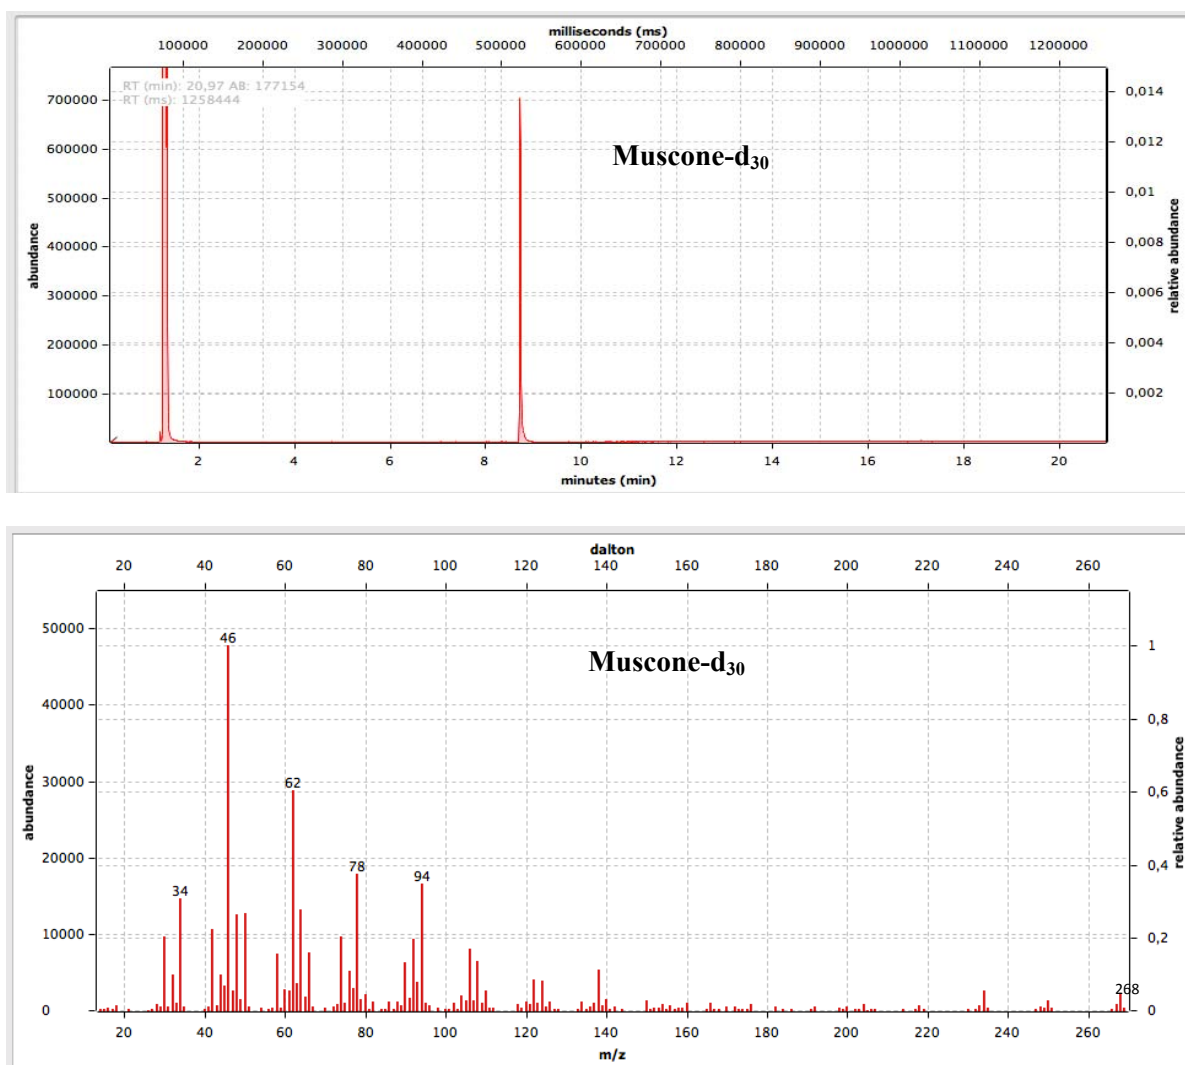 milliseconds (ms)
100000 200000 300000 400000 500000 600000 700000 800000 900000 1000000 1100000 1200000
RT (min): 20,97 AB: 177154
RT (ms): 1258444
Muscone-d30
abundance
700000
600000
500000
400000
300000
200000
100000
relative abundance
0,014
0,012
0,01
0,008
0,006
0,004
0,002
2 4 6 8 10 12 14 16 18 20
minutes (min)
dalton
20 40 60 80 100 120 140 160 180 200 220 240 260
Muscone-d30
abundance
50000
40000
30000
20000
10000
0
relative abundance
1
0,8
0,6
0,4
0,2
0
34
46
62
78
94
268
20 40 60 80 100 120 140 160 180 200 220 240 260
m/z